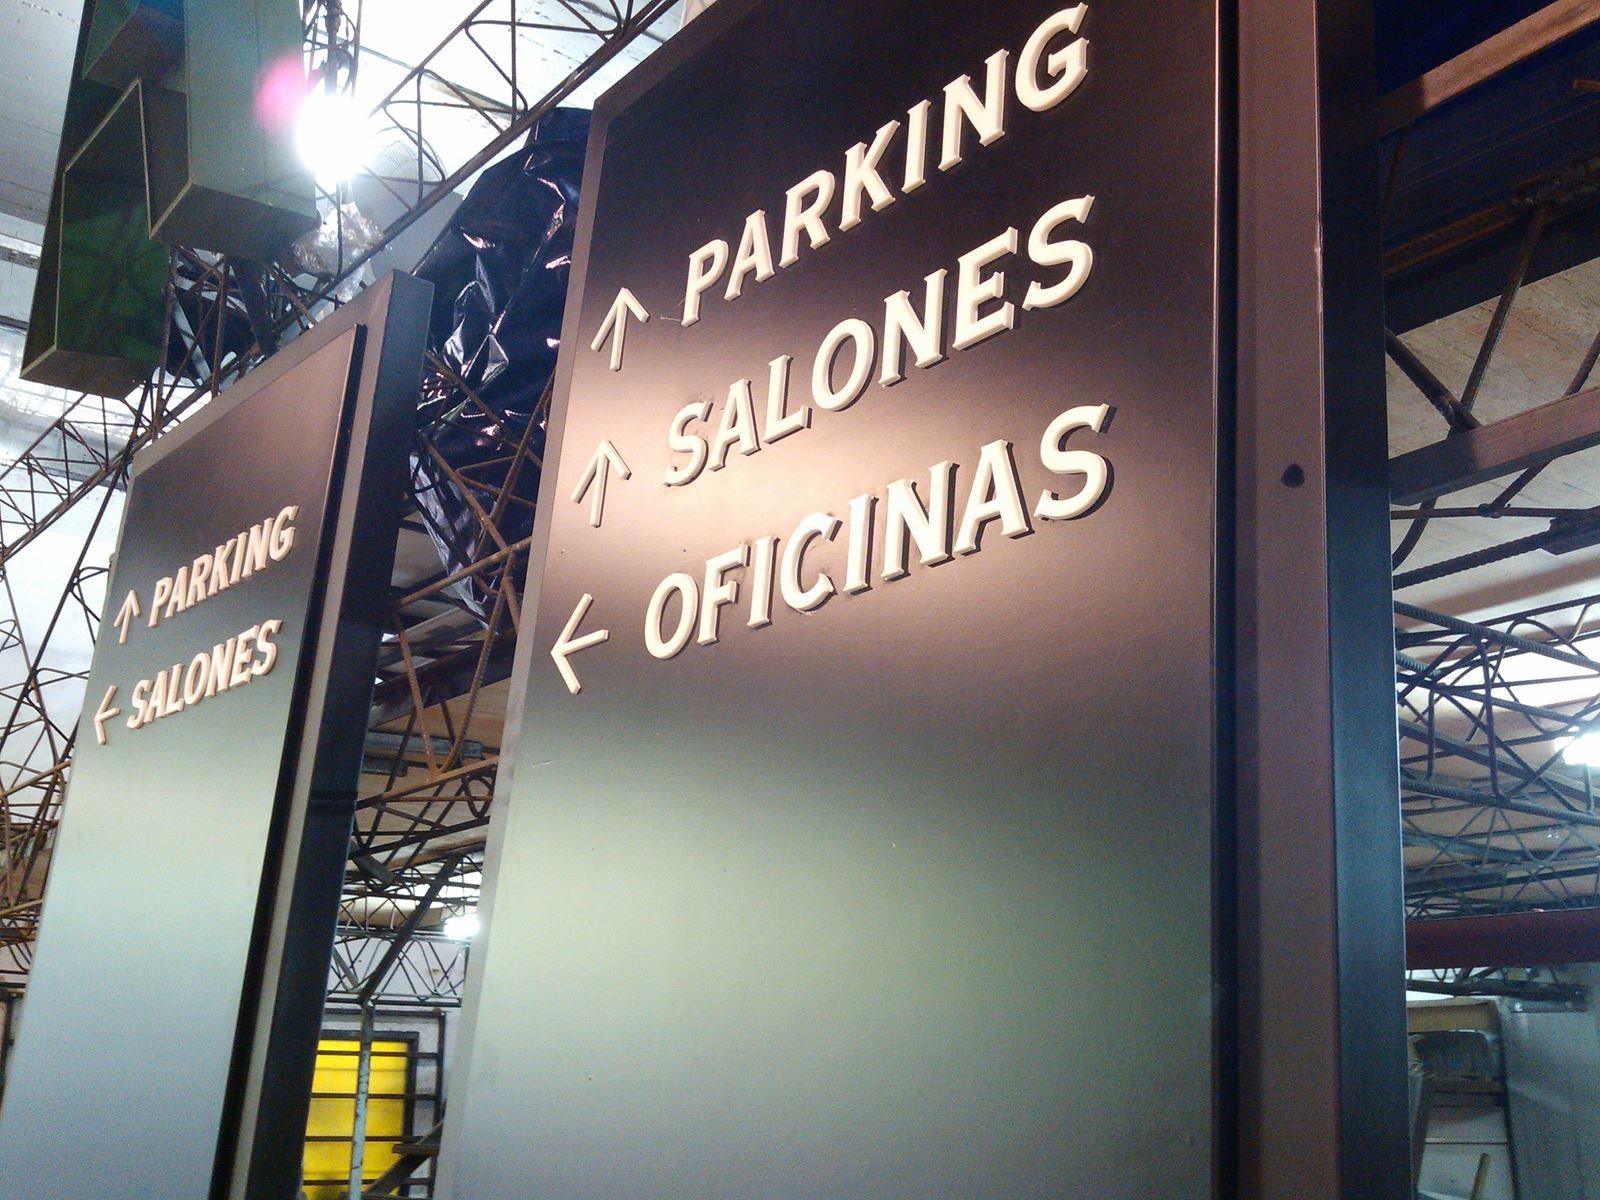 ↑ PARKING
← SALONES
↑ PARKING
↑ SALONES
← OFICINAS